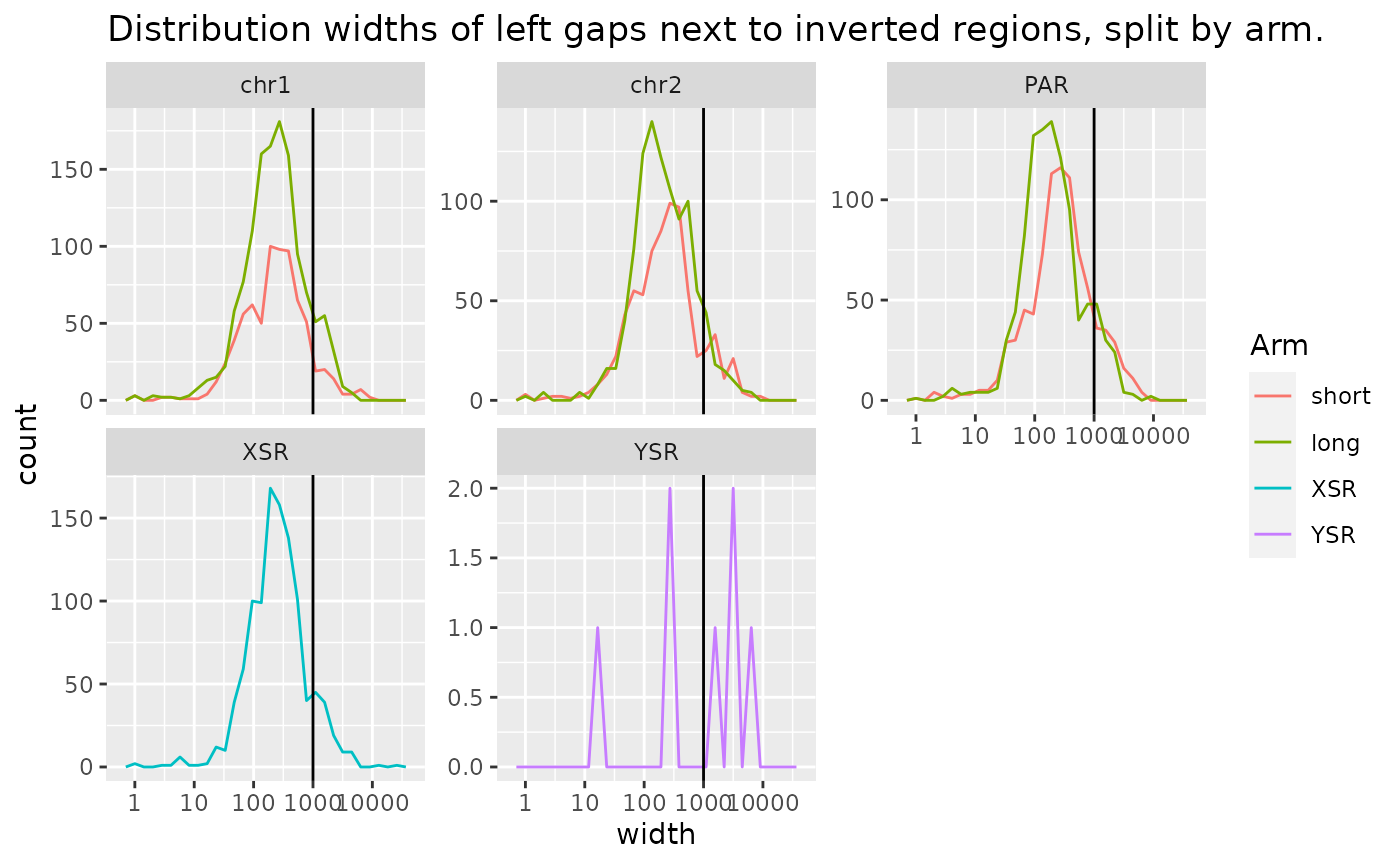 Distribution widths of left gaps next to inverted regions, split by arm.
chr1
chr2
PAR
150
100
50
0
100
50
0
100
50
0
1 10 100 1000 10000
XSR
YSR
150
100
50
0
2.0
1.5
1.0
0.5
0.0
1 10 100 1000 10000
1 10 100 1000 10000
count
width
Arm
short
long
XSR
YSR